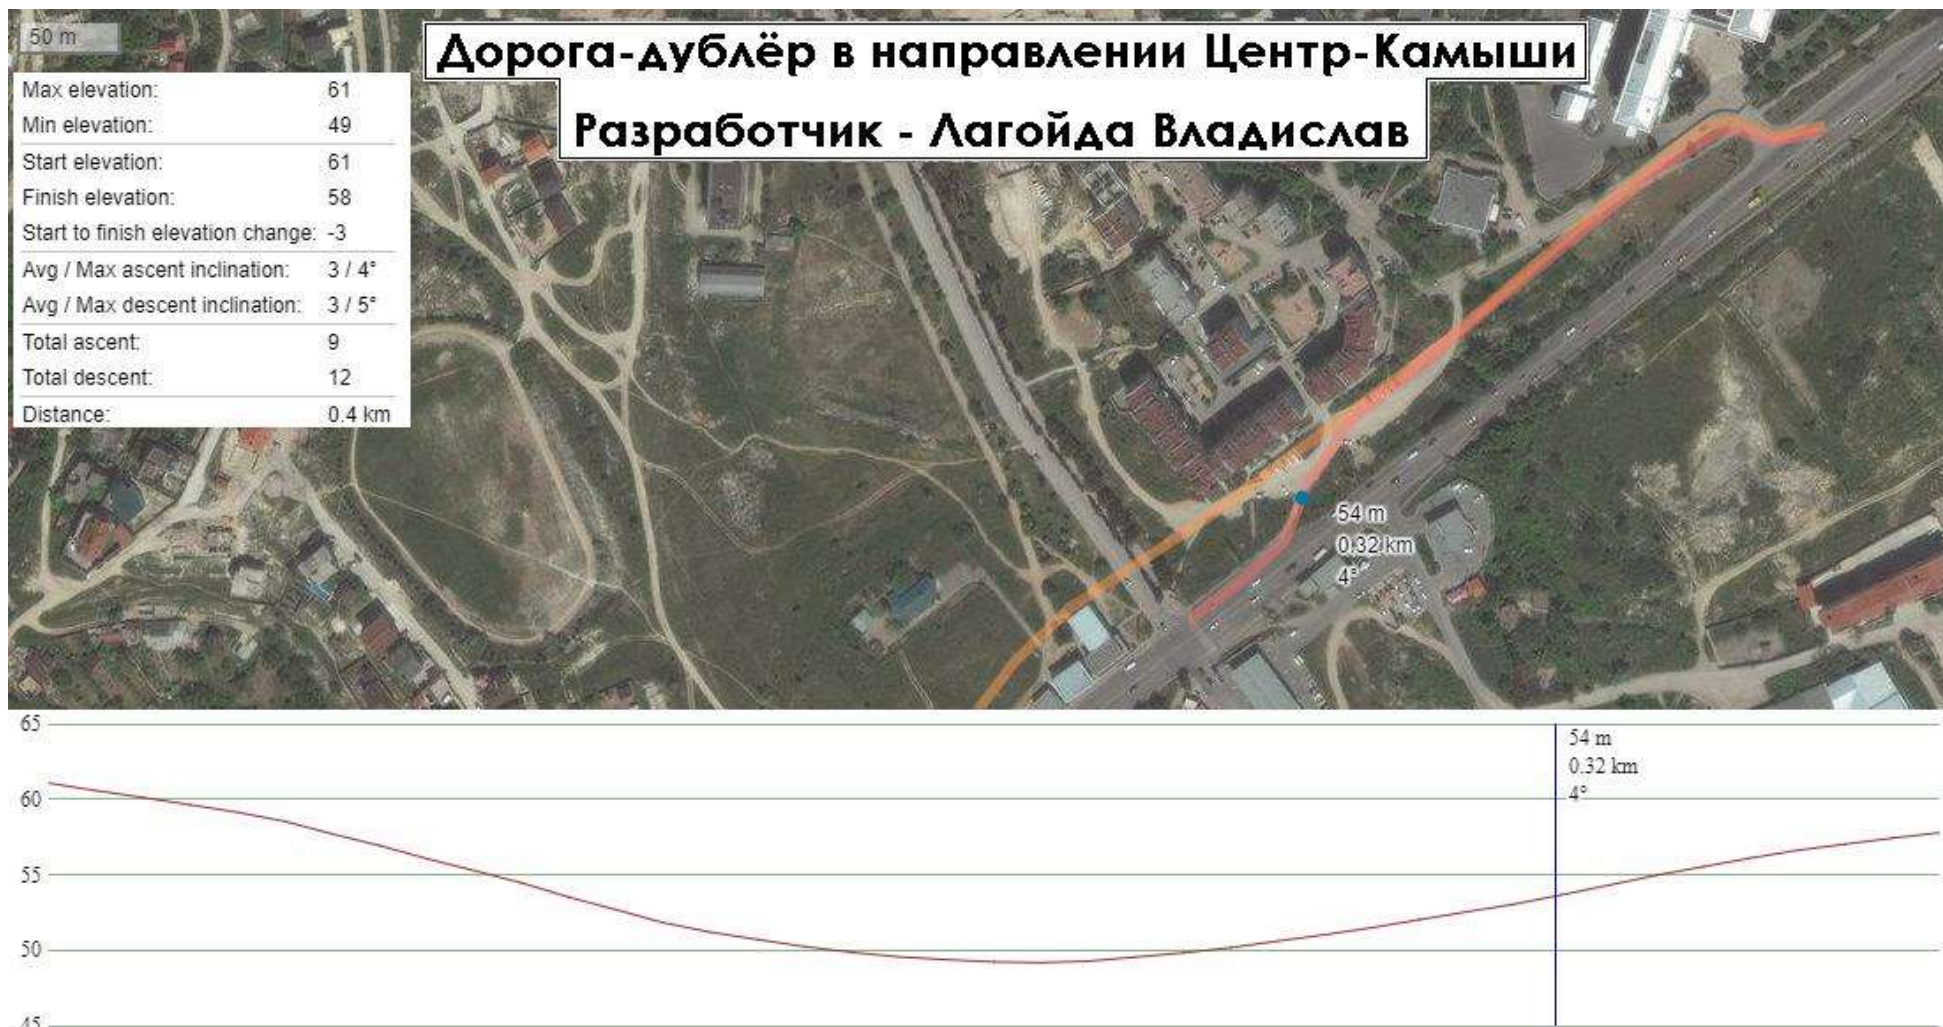 50 m
Дорога-дублёр в направлении Центр-Камыши
Разработчик - Лагойда Владислав
Max elevation: 61
Min elevation: 49
Start elevation: 61
Finish elevation: 58
Start to finish elevation change: -3
Avg / Max ascent inclination: 3 / 4°
Avg / Max descent inclination: 3 / 5°
Total ascent: 9
Total descent: 12
Distance: 0.4 km
54 m
0.32 km
4°
65
54 m
0.32 km
4°
60
55
50
45